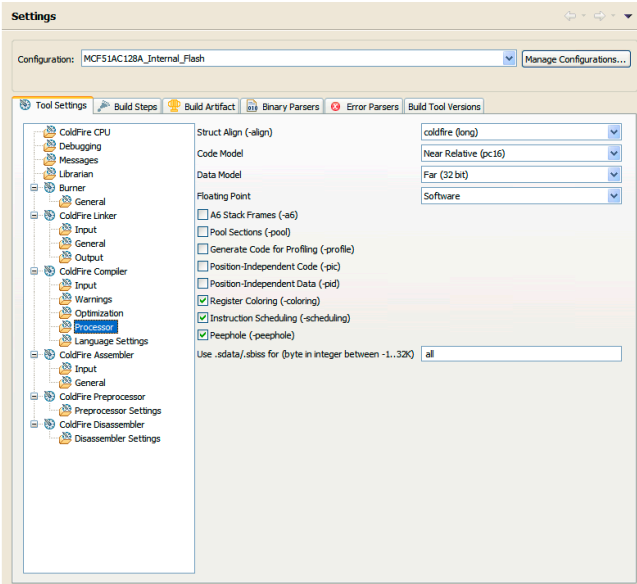 Settings
Configuration: MCF51AC128A_Internal_Flash Manage Configurations...
Tool Settings Build Steps Build Artifact Binary Parsers Error Parsers Build Tool Versions
ColdFire CPU
Debugging
Messages
Librarian
Burner
General
ColdFire Linker
Input
General
Output
ColdFire Compiler
Input
Warnings
Optimization
Processor
Language Settings
ColdFire Assembler
Input
General
ColdFire Preprocessor
Preprocessor Settings
ColdFire Disassembler
Disassembler Settings
Struct Align (-align) coldfire (long)
Code Model Near Relative (pc16)
Data Model Far (32 bit)
Floating Point Software
A6 Stack Frames (-a6)
Pool Sections (-pool)
Generate Code for Profiling (-profile)
Position-Independent Code (-pic)
Position-Independent Data (-pid)
Register Coloring (-coloring)
Instruction Scheduling (-scheduling)
Peephole (-peephole)
Use .sdata/.sbss for (byte in integer between -1..32K) all